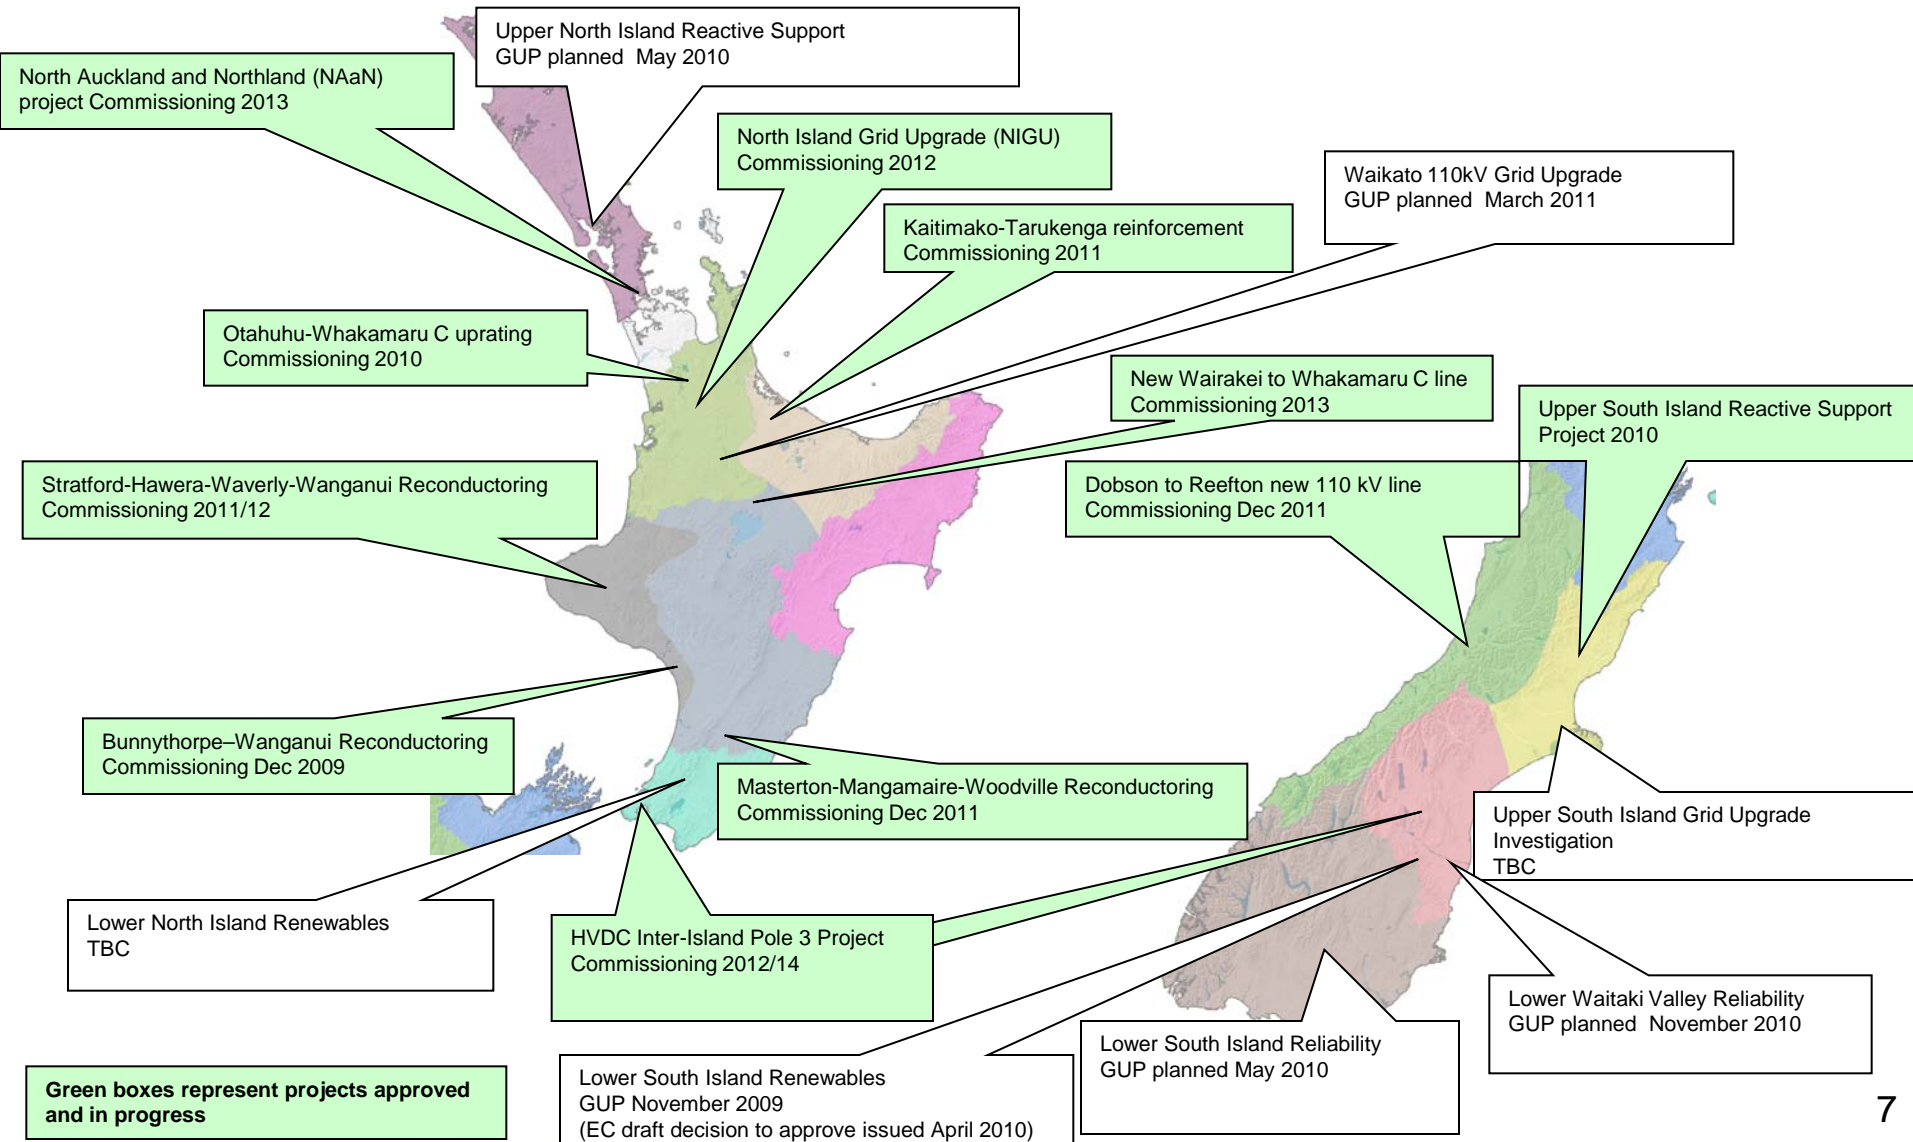 Upper North Island Reactive Support
GUP planned  May 2010
North Auckland and Northland (NAaN)
project Commissioning 2013
North Island Grid Upgrade (NIGU)
Commissioning 2012
Waikato 110kV Grid Upgrade
GUP planned  March 2011
Kaitimako-Tarukenga reinforcement
Commissioning 2011
Otahuhu-Whakamaru C uprating
Commissioning 2010
New Wairakei to Whakamaru C line
Commissioning 2013
Upper South Island Reactive Support
Project 2010
Stratford-Hawera-Waverly-Wanganui Reconductoring
Commissioning 2011/12
Dobson to Reefton new 110 kV line
Commissioning Dec 2011
Bunnythorpe–Wanganui Reconductoring
Commissioning Dec 2009
Masterton-Mangamaire-Woodville Reconductoring
Commissioning Dec 2011
Upper South Island Grid Upgrade
Investigation
TBC
Lower North Island Renewables
TBC
HVDC Inter-Island Pole 3 Project
Commissioning 2012/14
Lower Waitaki Valley Reliability
GUP planned  November 2010
Lower South Island Reliability
GUP planned May 2010
Lower South Island Renewables
GUP November 2009
(EC draft decision to approve issued April 2010)
Green boxes represent projects approved
and in progress
7